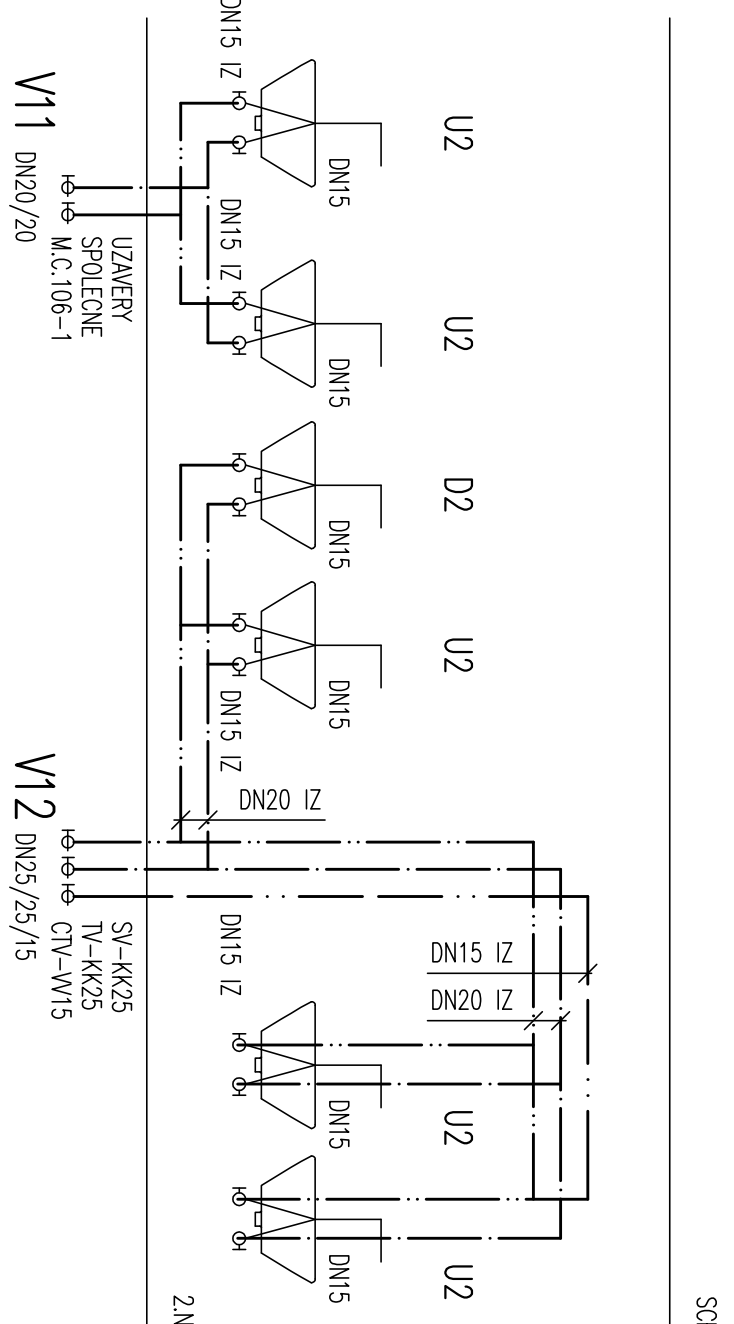 DN15 IZ
DN15
U2
DN15 IZ
DN15
U2
V11
DN20/20
UZAVERY
SPOLECNE
M.C.106-1
DN15
D2
DN15
U2
DN15 IZ
DN20 IZ
V12
DN25/25/15
SV-KK25
TV-KK25
CTV-VV15
DN15 IZ
DN15 IZ
DN20 IZ
DN15
U2
DN15
U2